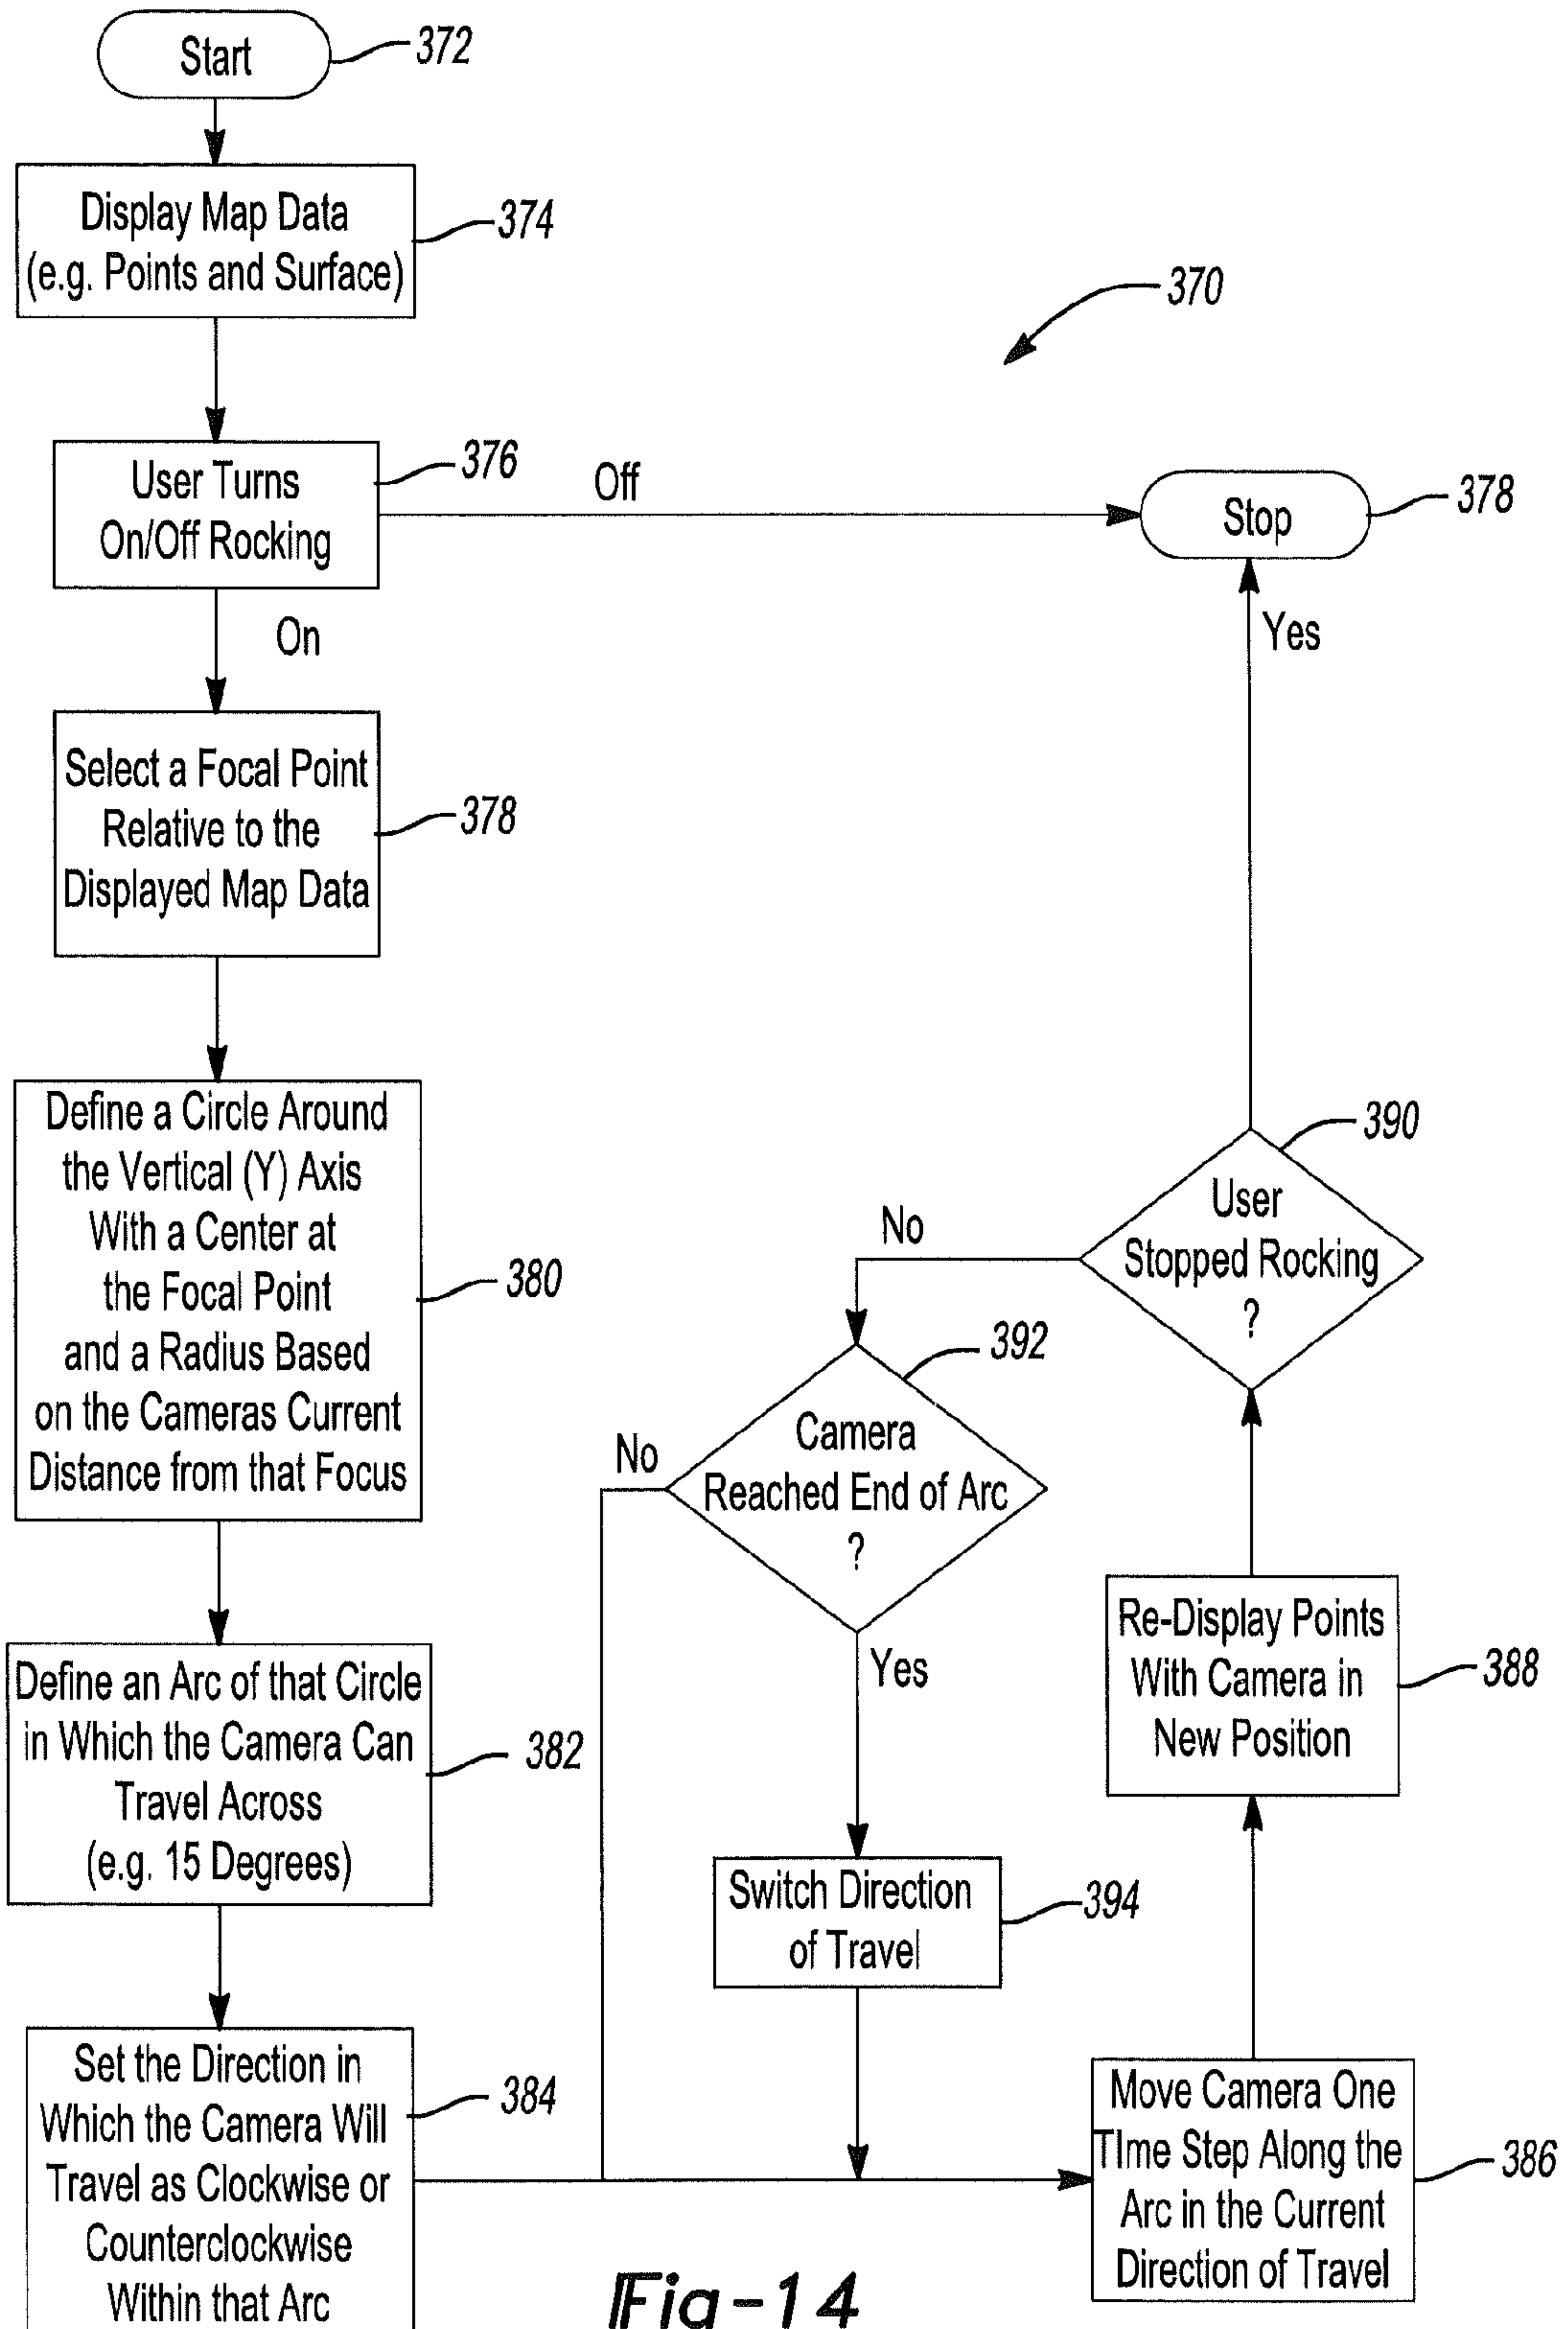 Start
372
Display Map Data
(e.g. Points and Surface)
374
370
User Turns
On/Off Rocking
376
Off
Stop
378
On
Yes
Select a Focal Point
Relative to the
Displayed Map Data
378
Define a Circle Around
the Vertical (Y) Axis
With a Center at
the Focal Point
and a Radius Based
on the Cameras Current
Distance from that Focus
380
User
Stopped Rocking
?
390
No
Camera
Reached End of Arc
?
392
No
Yes
Define an Arc of that Circle
in Which the Camera Can
Travel Across
(e.g. 15 Degrees)
382
Re-Display Points
With Camera in
New Position
388
Switch Direction
of Travel
394
Set the Direction in
Which the Camera Will
Travel as Clockwise or
Counterclockwise
Within that Arc
384
Move Camera One
TIme Step Along the
Arc in the Current
Direction of Travel
386
Fig-14